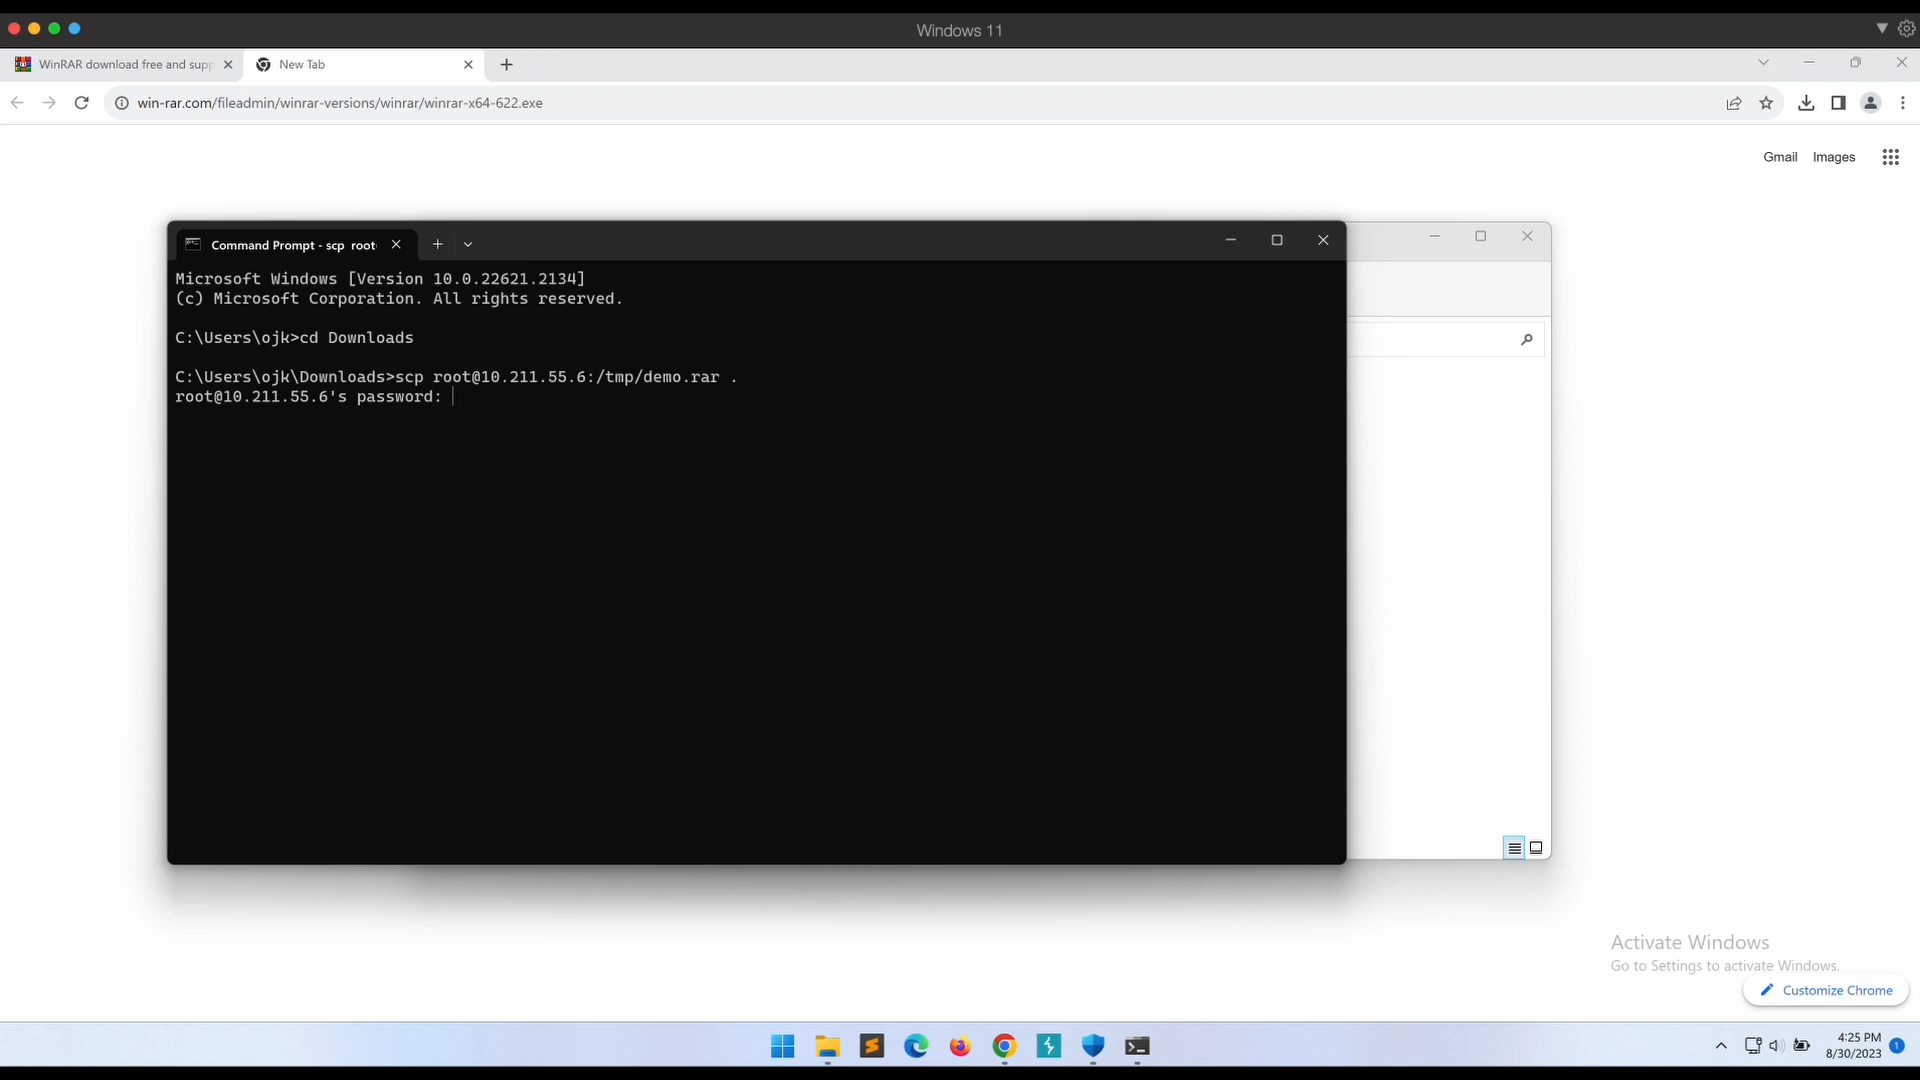 Windows 11
WinRAR download free and supp
New Tab
win-rar.com/fileadmin/winrar-versions/winrar/winrar-x64-622.exe
Gmail Images
Command Prompt - scp root
Microsoft Windows [Version 10.0.22621.2134]
(c) Microsoft Corporation. All rights reserved.
C:\Users\ojk>cd Downloads
C:\Users\ojk\Downloads>scp root@10.211.55.6:/tmp/demo.rar .
root@10.211.55.6's password:
Activate Windows
Go to Settings to activate Windows.
Customize Chrome
4:25 PM
8/30/2023
1